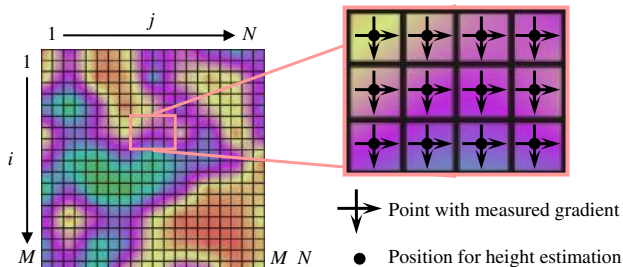 j
1 N
1
i
M
M N
Point with measured gradient
Position for height estimation